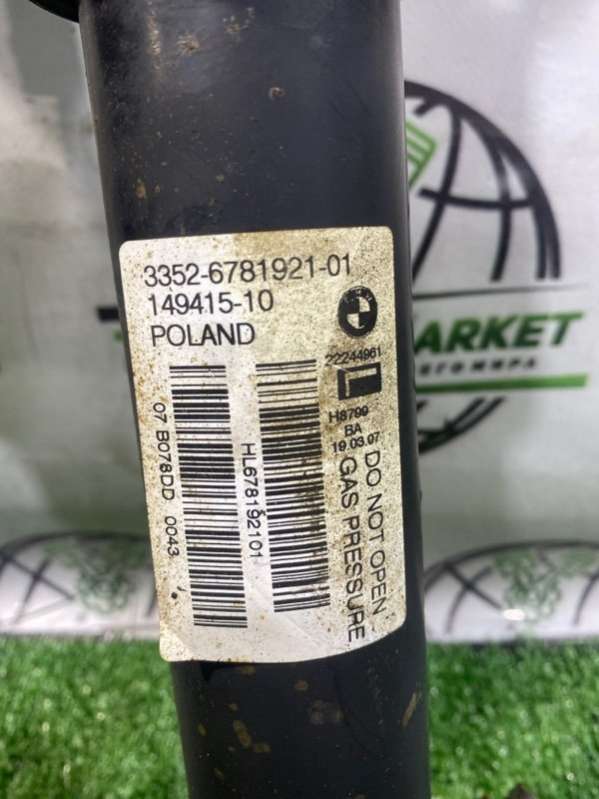 3352-6781921-01
149415-10
POLAND
22244961
H8799
BA
19.03.07
DO NOT OPEN
GAS PRESSURE
HL678192101
07 B078DD 0043
ARKET
ВТОМИРА